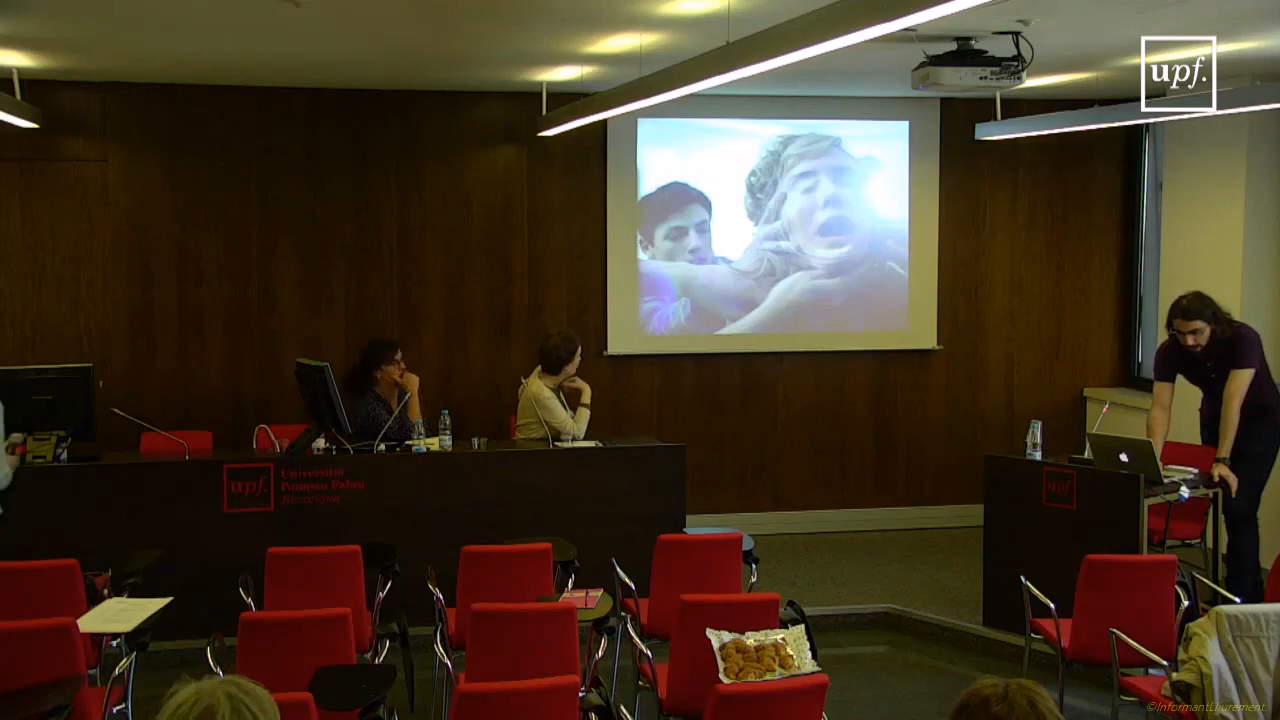 upf.
upf.
Universitat
Pompeu Fabra
Barcelona
upf.
©InformantLliurement.